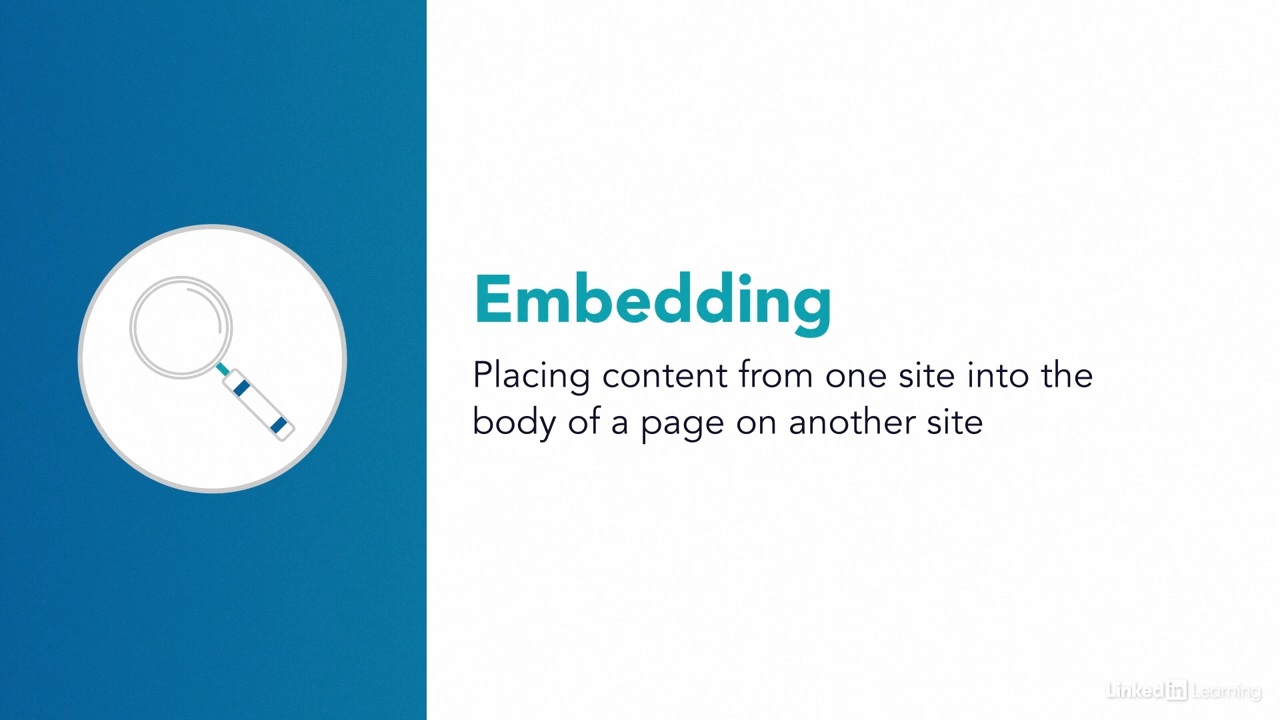 Embedding
Placing content from one site into the
body of a page on another site
LinkedIn Learning